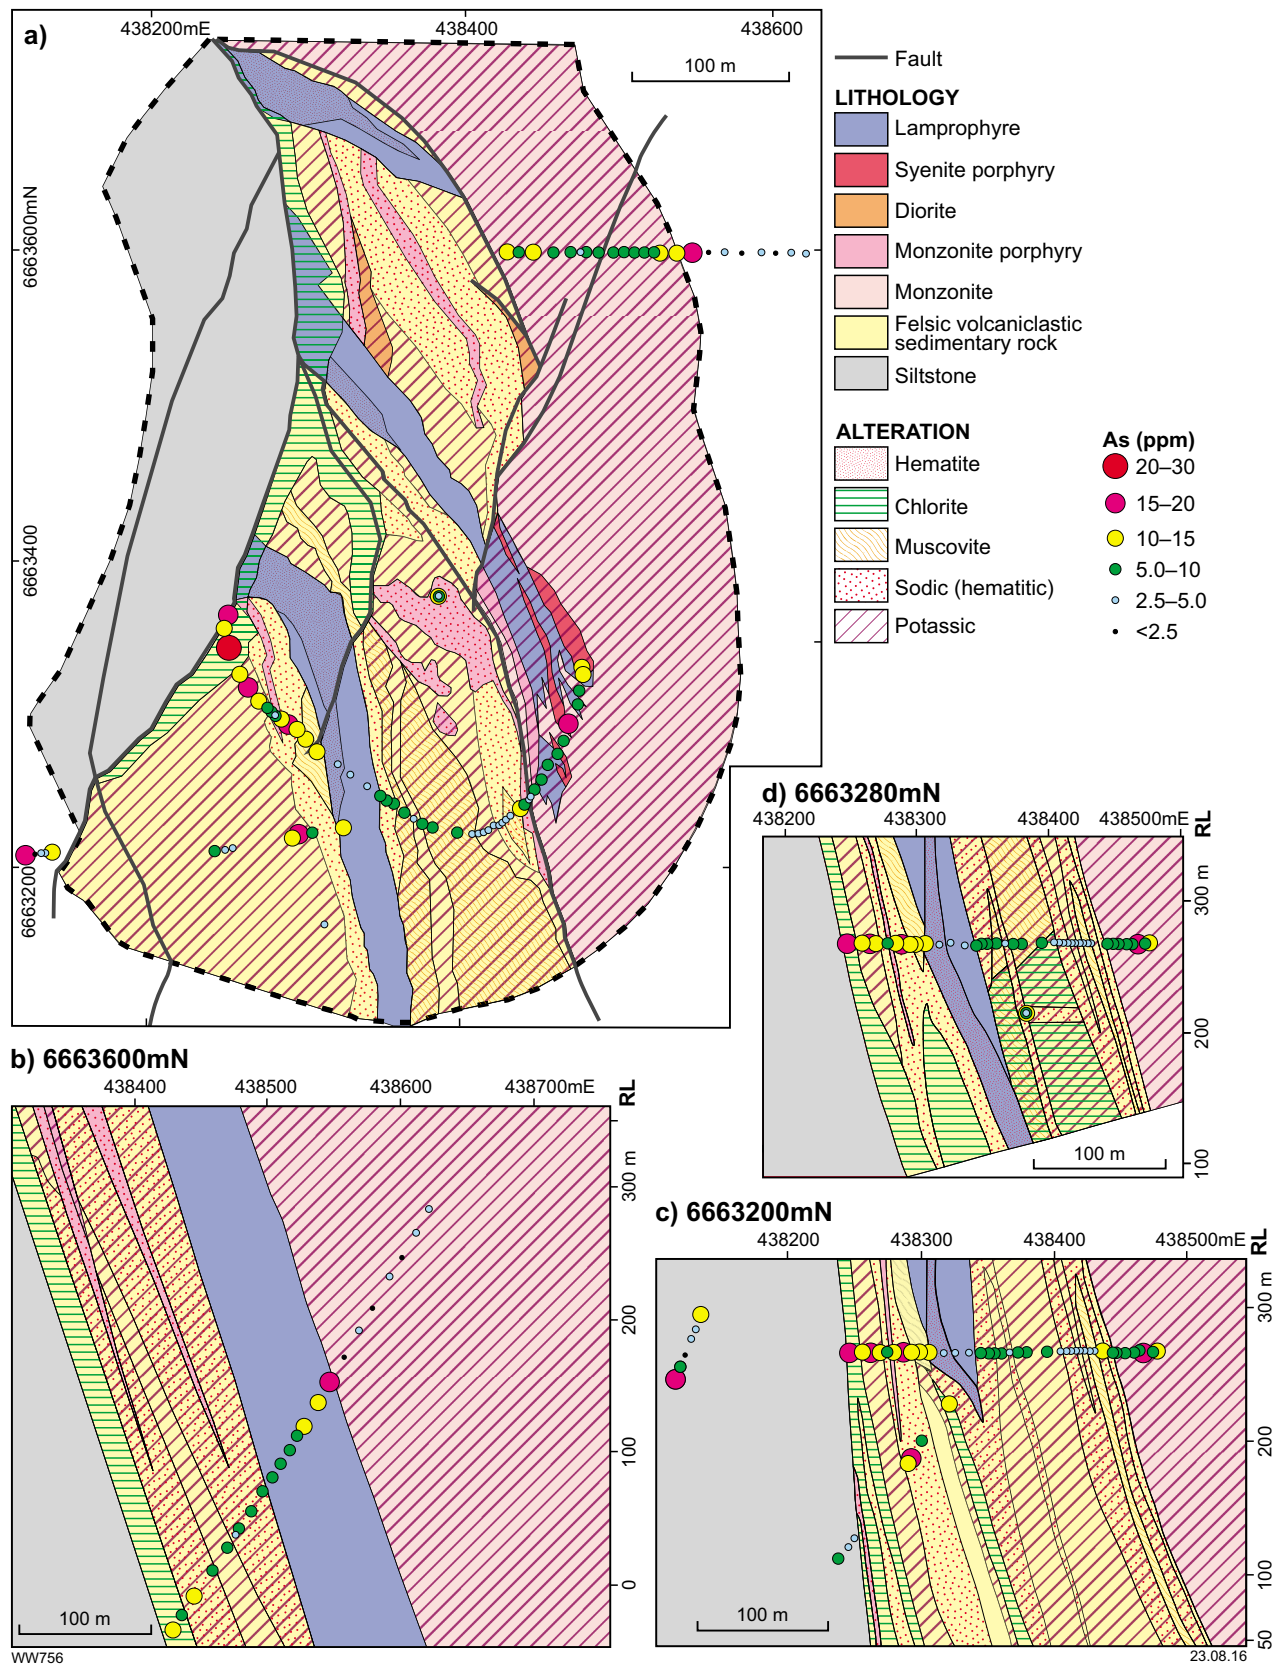 a)
438200mE
438400
438600
100 m
6663600mN
6663400
6663200
Fault
LITHOLOGY
Lamprophyre
Syenite porphyry
Diorite
Monzonite porphyry
Monzonite
Felsic volcaniclastic
sedimentary rock
Siltstone
ALTERATION
Hematite
Chlorite
Muscovite
Sodic (hematitic)
Potassic
As (ppm)
20–30
15–20
10–15
5.0–10
2.5–5.0
<2.5
d) 6663280mN
438200
438300
438400
438500mE
RL
300 m
200
100
100 m
b) 6663600mN
438400
438500
438600
438700mE
RL
300 m
200
100
0
100 m
c) 6663200mN
438200
438300
438400
438500mE
RL
300 m
200
100
50
100 m
WW756
23.08.16